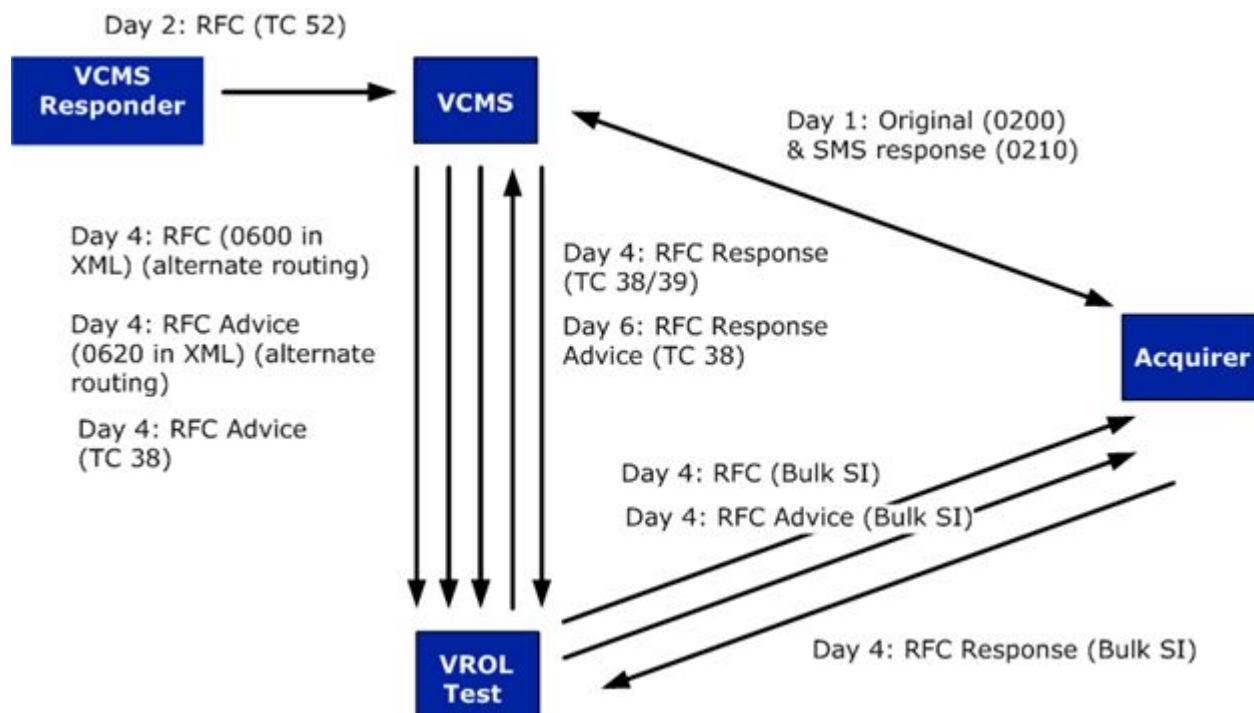 Day 2: RFC (TC 52)
VCMS
Responder
VCMS
Day 1: Original (0200)
& SMS response (0210)
Day 4: RFC (0600 in
XML) (alternate routing)
Day 4: RFC Advice
(0620 in XML) (alternate
routing)
Day 4: RFC Advice
(TC 38)
Day 4: RFC Response
(TC 38/39)
Day 6: RFC Response
Advice (TC 38)
Acquirer
Day 4: RFC (Bulk SI)
Day 4: RFC Advice (Bulk SI)
Day 4: RFC Response (Bulk SI)
VROL
Test